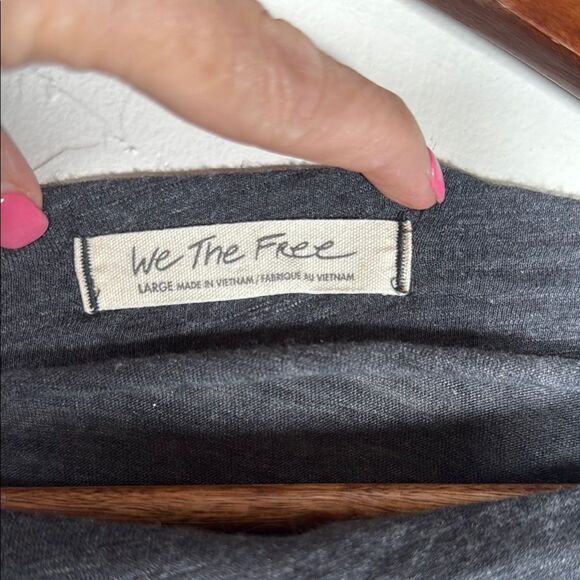 We The Free
LARGE MADE IN VIETNAM / FABRIQUE AU VIETNAM